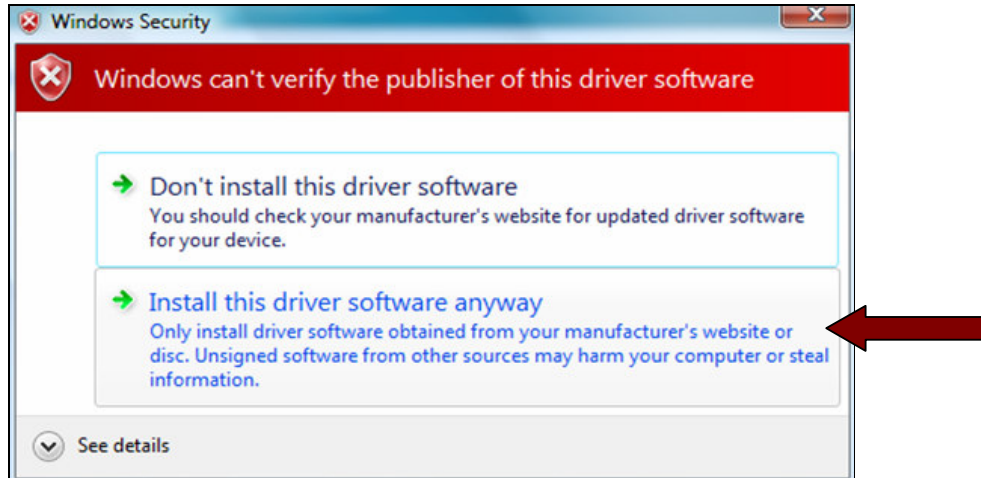 Windows Security
Windows can't verify the publisher of this driver software
Don't install this driver software
You should check your manufacturer's website for updated driver software
for your device.
Install this driver software anyway
Only install driver software obtained from your manufacturer's website or
disc. Unsigned software from other sources may harm your computer or steal
information.
See details